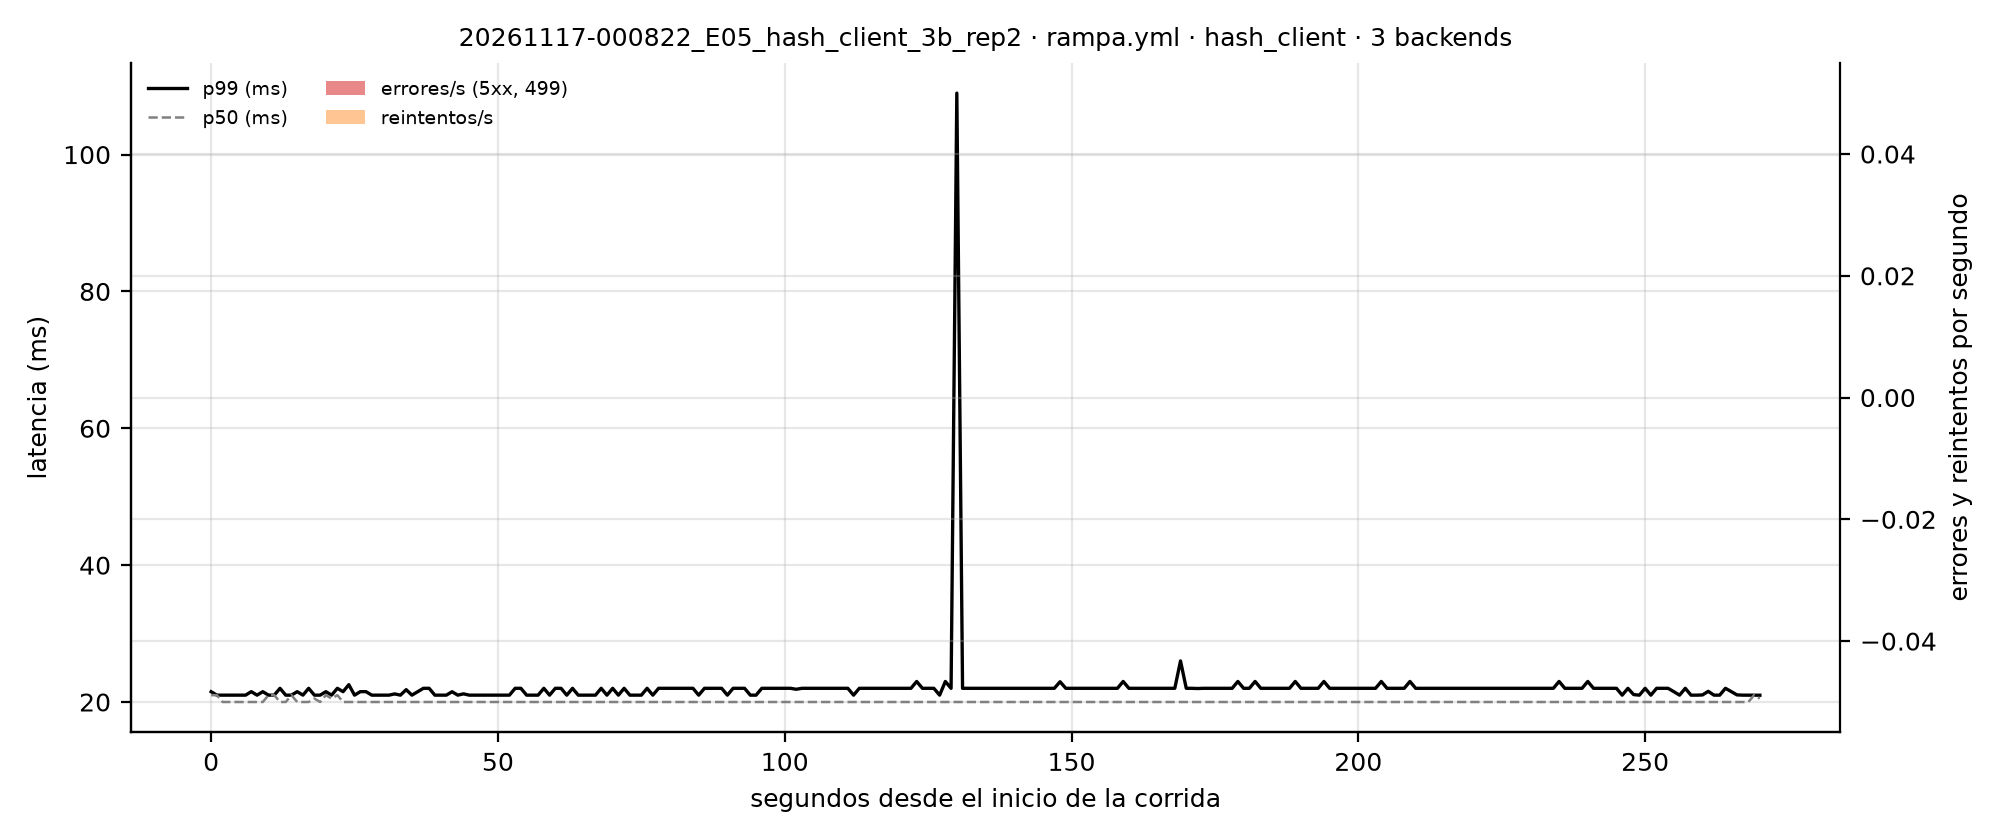 20261117-000822_E05_hash_client_3b_rep2 · rampa.yml · hash_client · 3 backends
p99 (ms)
p50 (ms)
errores/s (5xx, 499)
reintentos/s
latencia (ms)
100
80
60
40
20
0.04
0.02
0.00
−0.02
−0.04
errores y reintentos por segundo
0
50
100
150
200
250
segundos desde el inicio de la corrida